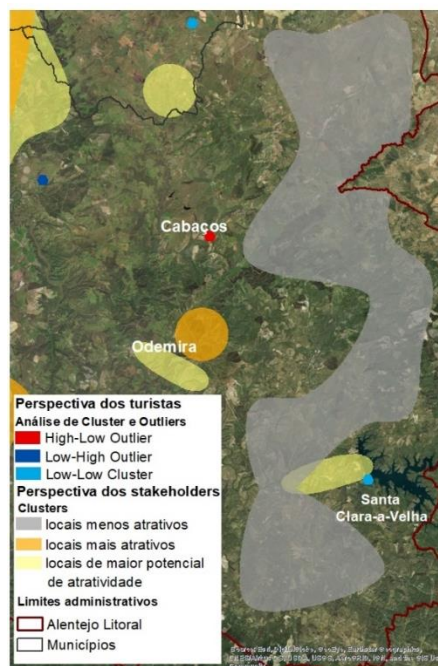 Cabaços
Odemira
Santa
Clara-a-Velha
Perspectiva dos turistas
Análise de Cluster e Outliers
High-Low Outlier
Low-High Outlier
Low-Low Cluster
Perspectiva dos stakeholders
Clusters
locais menos atrativos
locais mais atrativos
locais de maior potencial
de atratividade
Limites administrativos
Alentejo Litoral
Municípios